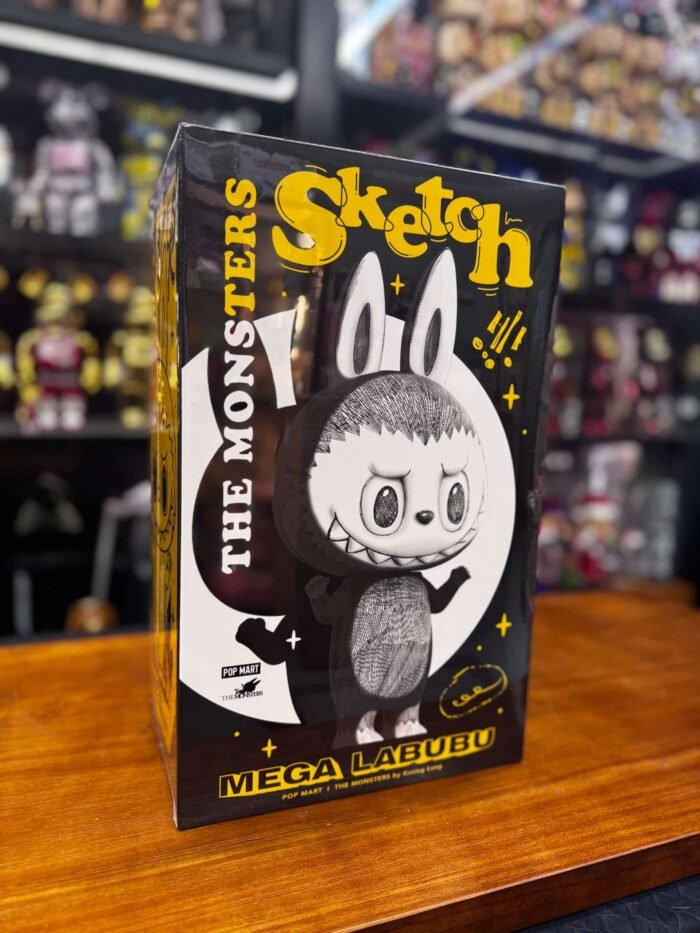 Sketch
THE MONSTERS
POP MART
THE MONSTERS
MEGA LABUBU
POP MART | THE MONSTERS by Kasing Lung